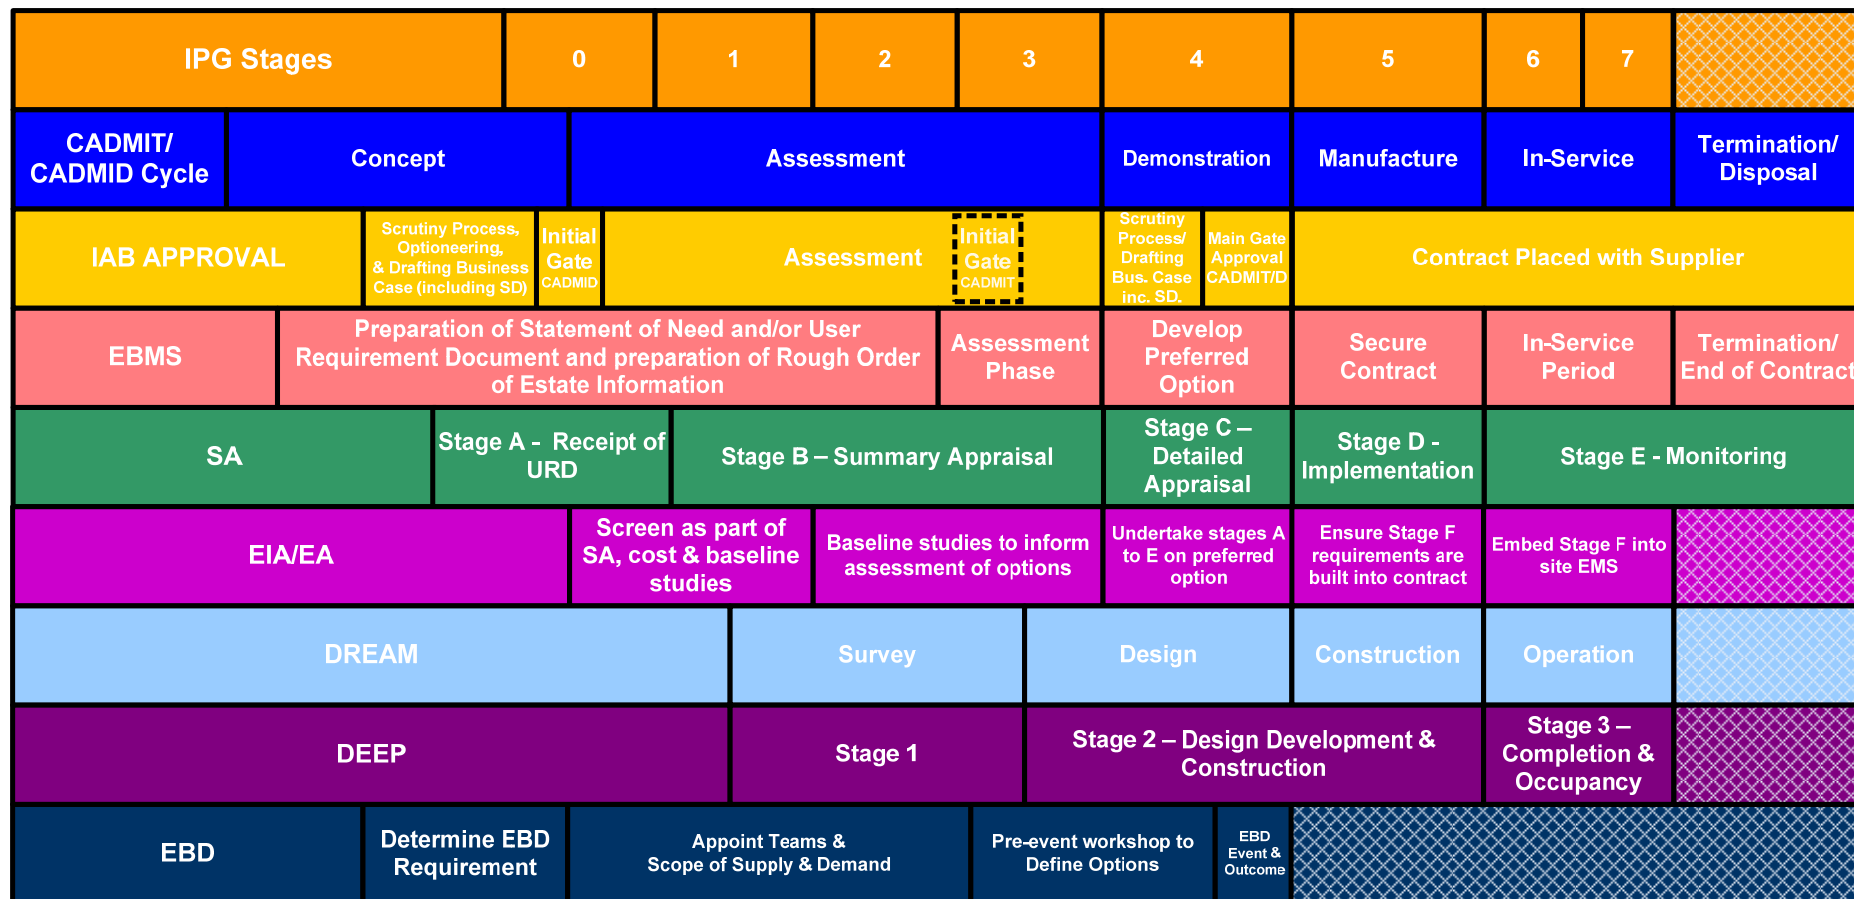 IPG Stages
0
1
2
3
4
5
6
7
CADMIT/
CADMID Cycle
Concept
Assessment
Demonstration
Manufacture
In-Service
Termination/
Disposal
IAB APPROVAL
Scrutiny Process,
Optioneering,
& Drafting Business
Case (including SD)
Initial
Gate
CADMID
Assessment
Initial
Gate
CADMIT
Scrutiny
Process/
Drafting
Bus. Case
inc. SD.
Main Gate
Approval
CADMIT/D
Contract Placed with Supplier
EBMS
Preparation of Statement of Need and/or User
Requirement Document and preparation of Rough Order
of Estate Information
Assessment
Phase
Develop
Preferred
Option
Secure
Contract
In-Service
Period
Termination/
End of Contract
SA
Stage A - Receipt of
URD
Stage B – Summary Appraisal
Stage C –
Detailed
Appraisal
Stage D -
Implementation
Stage E - Monitoring
EIA/EA
Screen as part of
SA, cost & baseline
studies
Baseline studies to inform
assessment of options
Undertake stages A
to E on preferred
option
Ensure Stage F
requirements are
built into contract
Embed Stage F into
site EMS
DREAM
Survey
Design
Construction
Operation
DEEP
Stage 1
Stage 2 – Design Development &
Construction
Stage 3 –
Completion &
Occupancy
EBD
Determine EBD
Requirement
Appoint Teams &
Scope of Supply & Demand
Pre-event workshop to
Define Options
EBD
Event &
Outcome